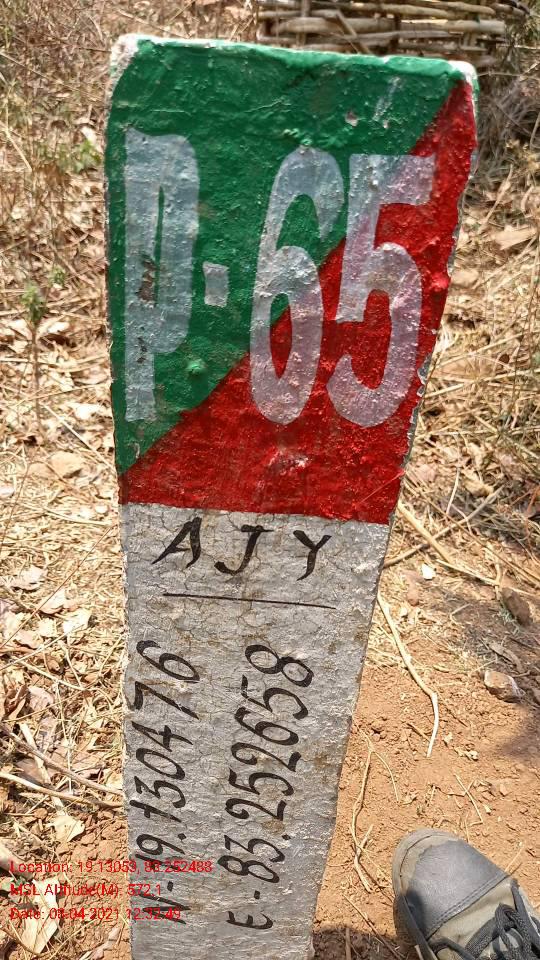 P-65
AJY
N-19.130476
E-83.252658
Location: 19.13053, 83.252488
MSL Altitude(M): 572.1
Date: 08-04-2021 12:32:49